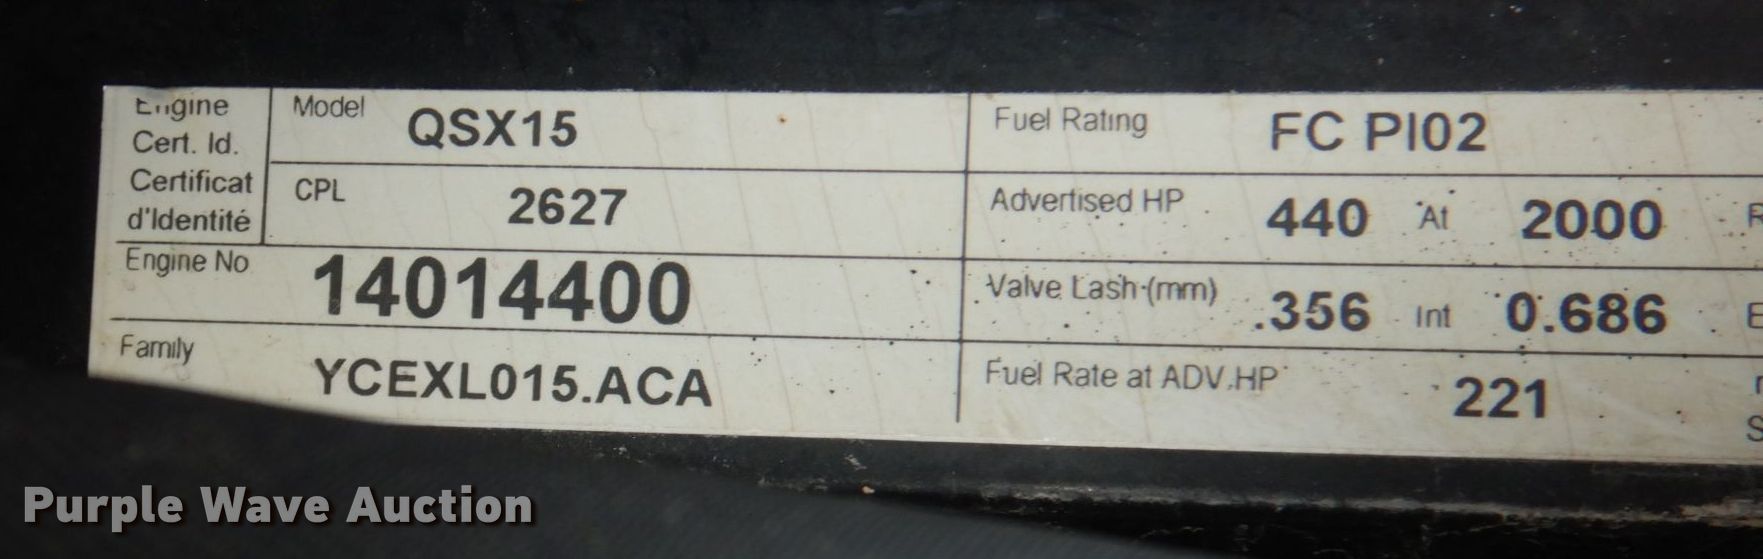 Engine
Cert. Id.
Certificat
d'Identité
Model QSX15
CPL 2627
Engine No 14014400
Family YCEXL015.ACA
Fuel Rating FC PI02
Advertised HP 440 At 2000
Valve Lash (mm) .356 Int 0.686
Fuel Rate at ADV.HP 221
Purple Wave Auction